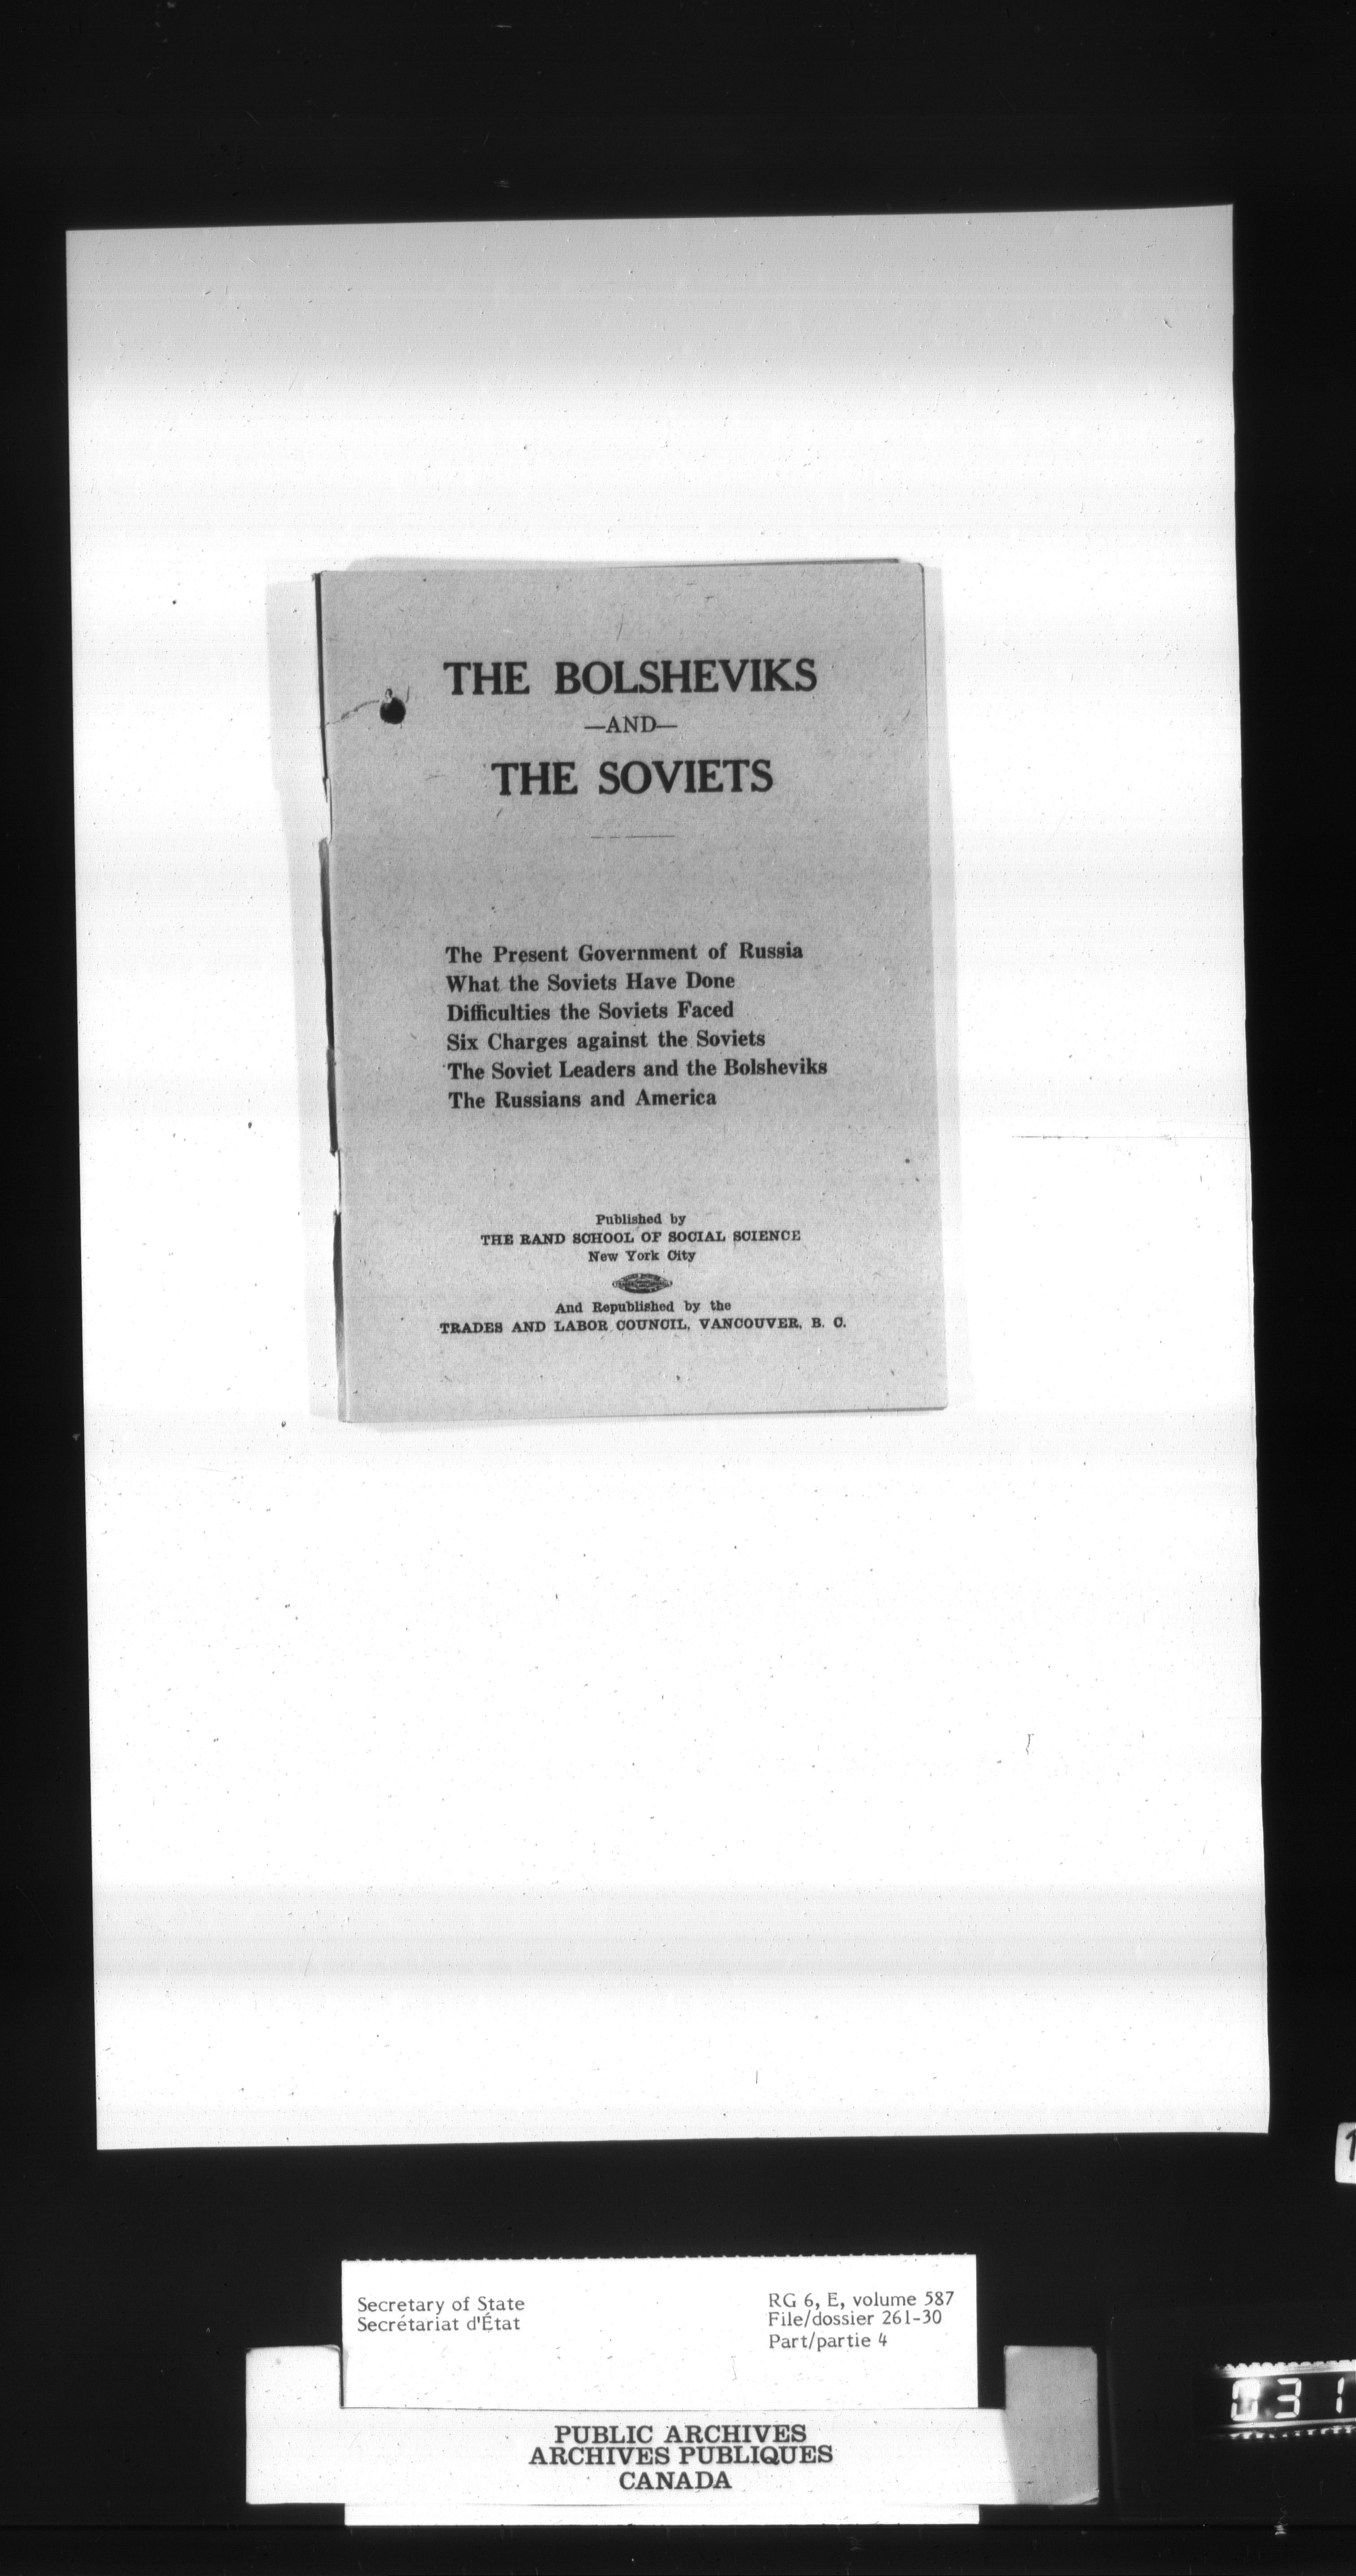 THE BOLSHEVIKS
—AND—
THE SOVIETS
The Present Government of Russia
What the Soviets Have Done
Difficulties the Soviets Faced
Six Charges against the Soviets
The Soviet Leaders and the Bolsheviks
The Russians and America
Published by
THE RAND SCHOOL OF SOCIAL SCIENCE
New York City
And Republished by the
TRADES AND LABOR COUNCIL, VANCOUVER, B. C.
Secretary of State
Secrétariat d'État
RG 6, E, volume 587
File/dossier 261-30
Part/partie 4
PUBLIC ARCHIVES
ARCHIVES PUBLIQUES
CANADA
031